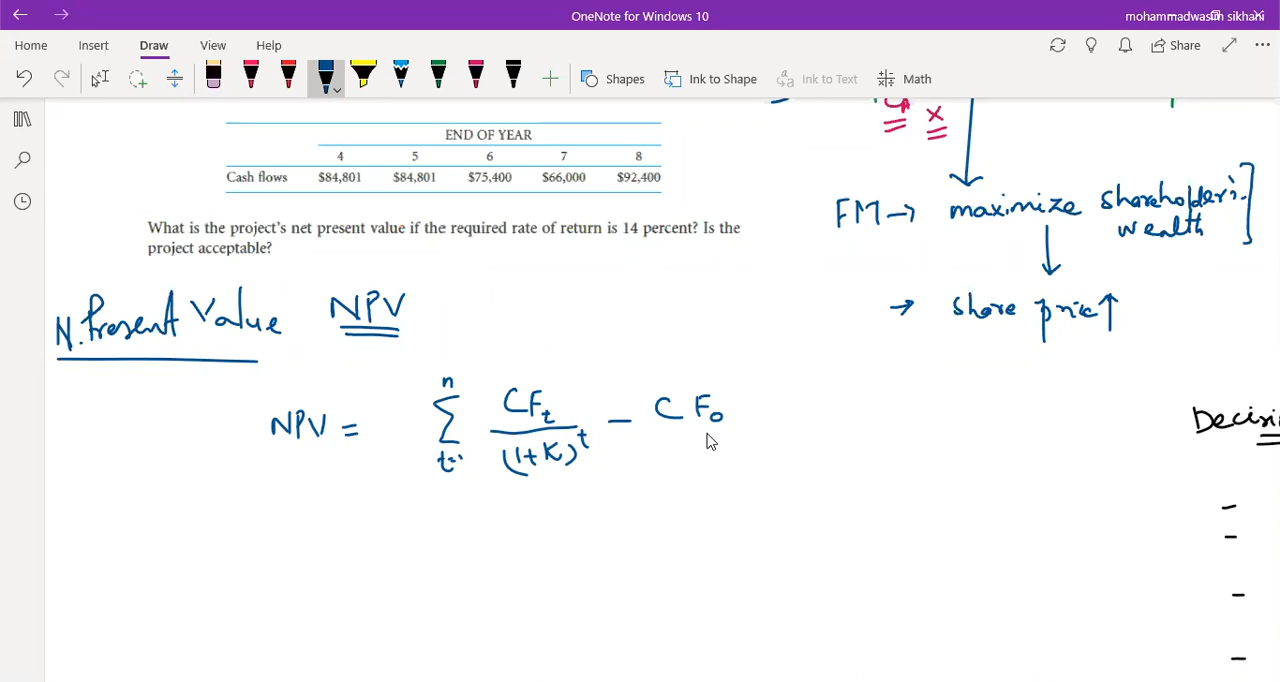 OneNote for Windows 10
Home Insert Draw View Help
Share
Shapes Ink to Shape Ink to Text Math
END OF YEAR
4 5 6 7 8
Cash flows $84,801 $84,801 $75,400 $66,000 $92,400
What is the project's net present value if the required rate of return is 14 percent? Is the
project acceptable?
x
FM → maximize shareholder's
wealth
→ share price ↑
N. Present Value NPV
NPV = n Σ t= CFt / (1+K)^t − CF0